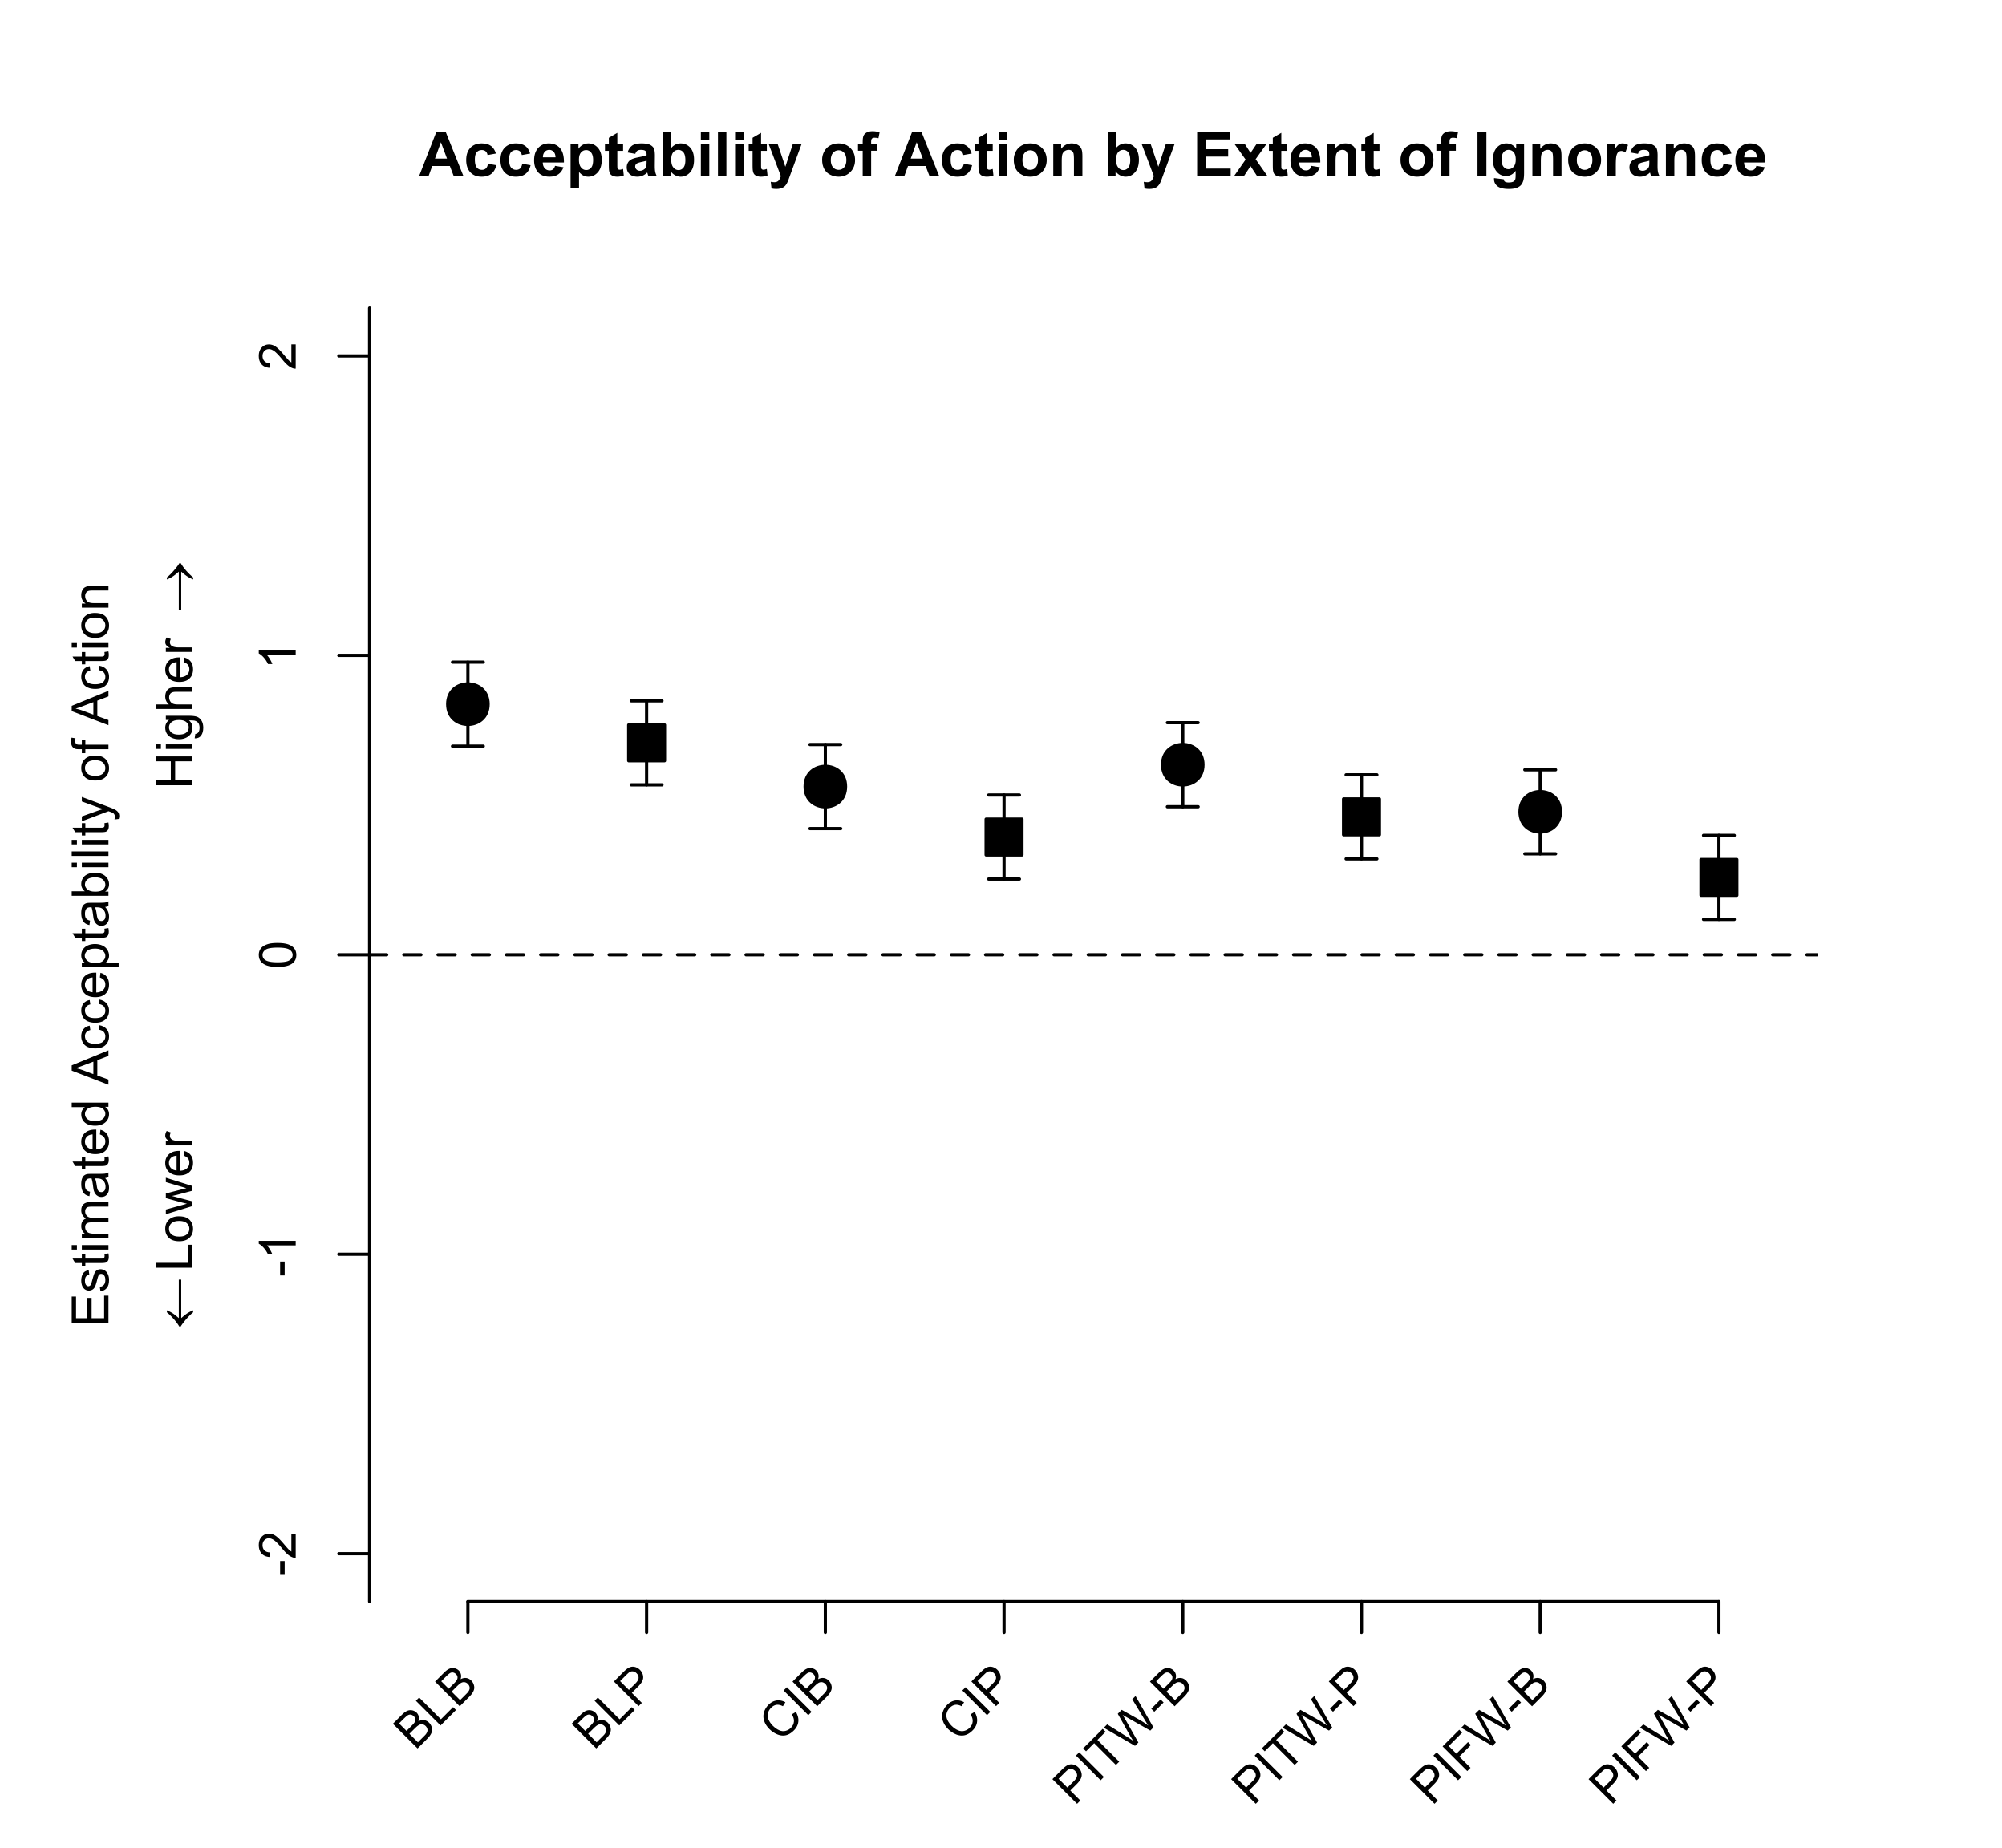 Acceptability of Action by Extent of Ignorance
Estimated Acceptability of Action
←Lower Higher →
2
1
0
-1
-2
BLB
BLP
CIB
CIP
PITW-B
PITW-P
PIFW-B
PIFW-P